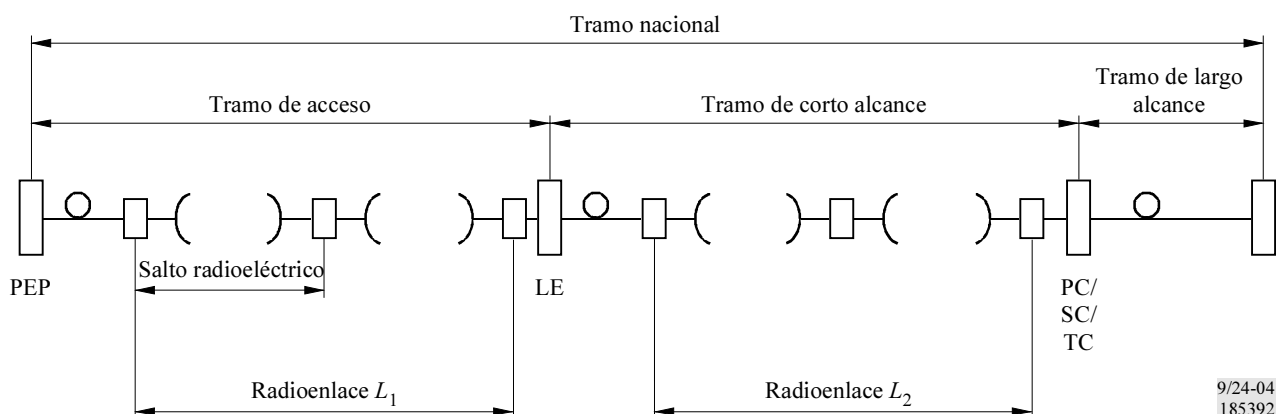 Tramo nacional
Tramo de acceso
Tramo de corto alcance
Tramo de largo
alcance
Salto radioeléctrico
PEP
LE
PC/
SC/
TC
Radioenlace L1
Radioenlace L2
9/24-04
185392